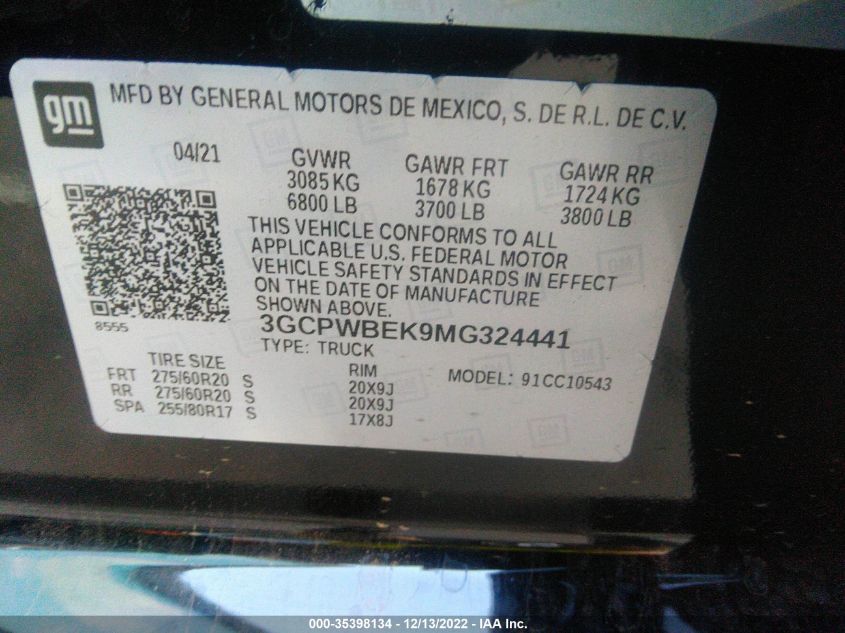 gm
MFD BY GENERAL MOTORS DE MEXICO, S. DE R.L. DE C.V.
04/21 GVWR GAWR FRT GAWR RR
3085 KG 1678 KG 1724 KG
6800 LB 3700 LB 3800 LB
THIS VEHICLE CONFORMS TO ALL
APPLICABLE U.S. FEDERAL MOTOR
VEHICLE SAFETY STANDARDS IN EFFECT
ON THE DATE OF MANUFACTURE
SHOWN ABOVE.
8555
3GCPWBEK9MG324441
TYPE: TRUCK
TIRE SIZE RIM MODEL: 91CC10543
FRT 275/60R20 S 20X9J
RR 275/60R20 S 20X9J
SPA 255/80R17 S 17X8J
000-35398134 - 12/13/2022 - IAA Inc.